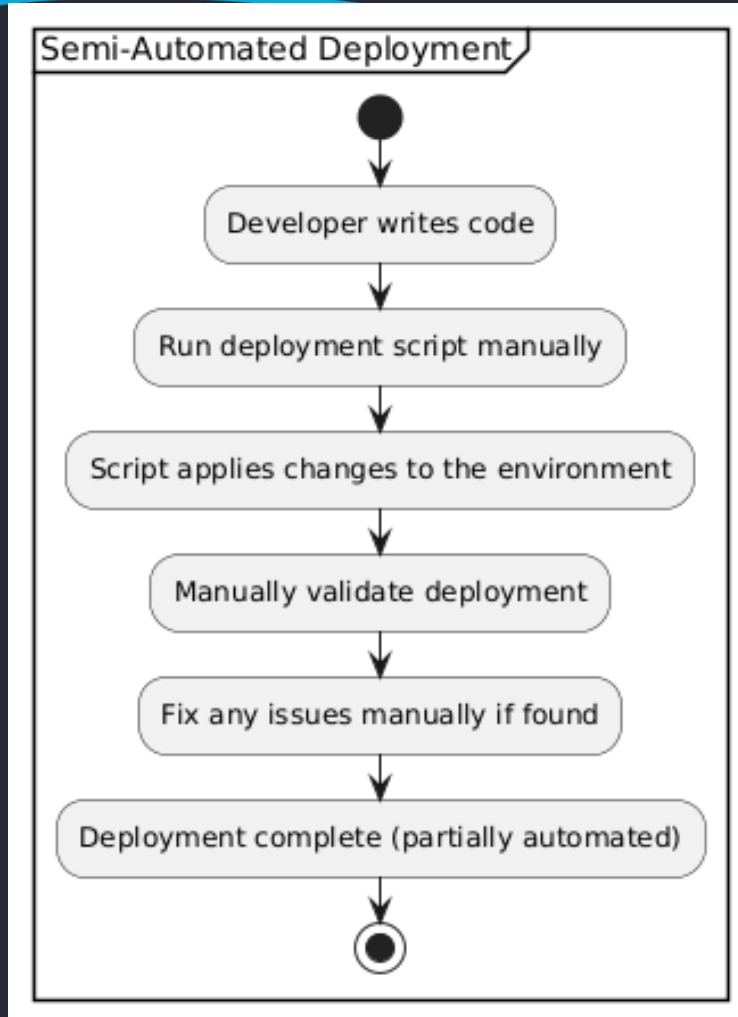 Semi-Automated Deployment
Developer writes code
Run deployment script manually
Script applies changes to the environment
Manually validate deployment
Fix any issues manually if found
Deployment complete (partially automated)